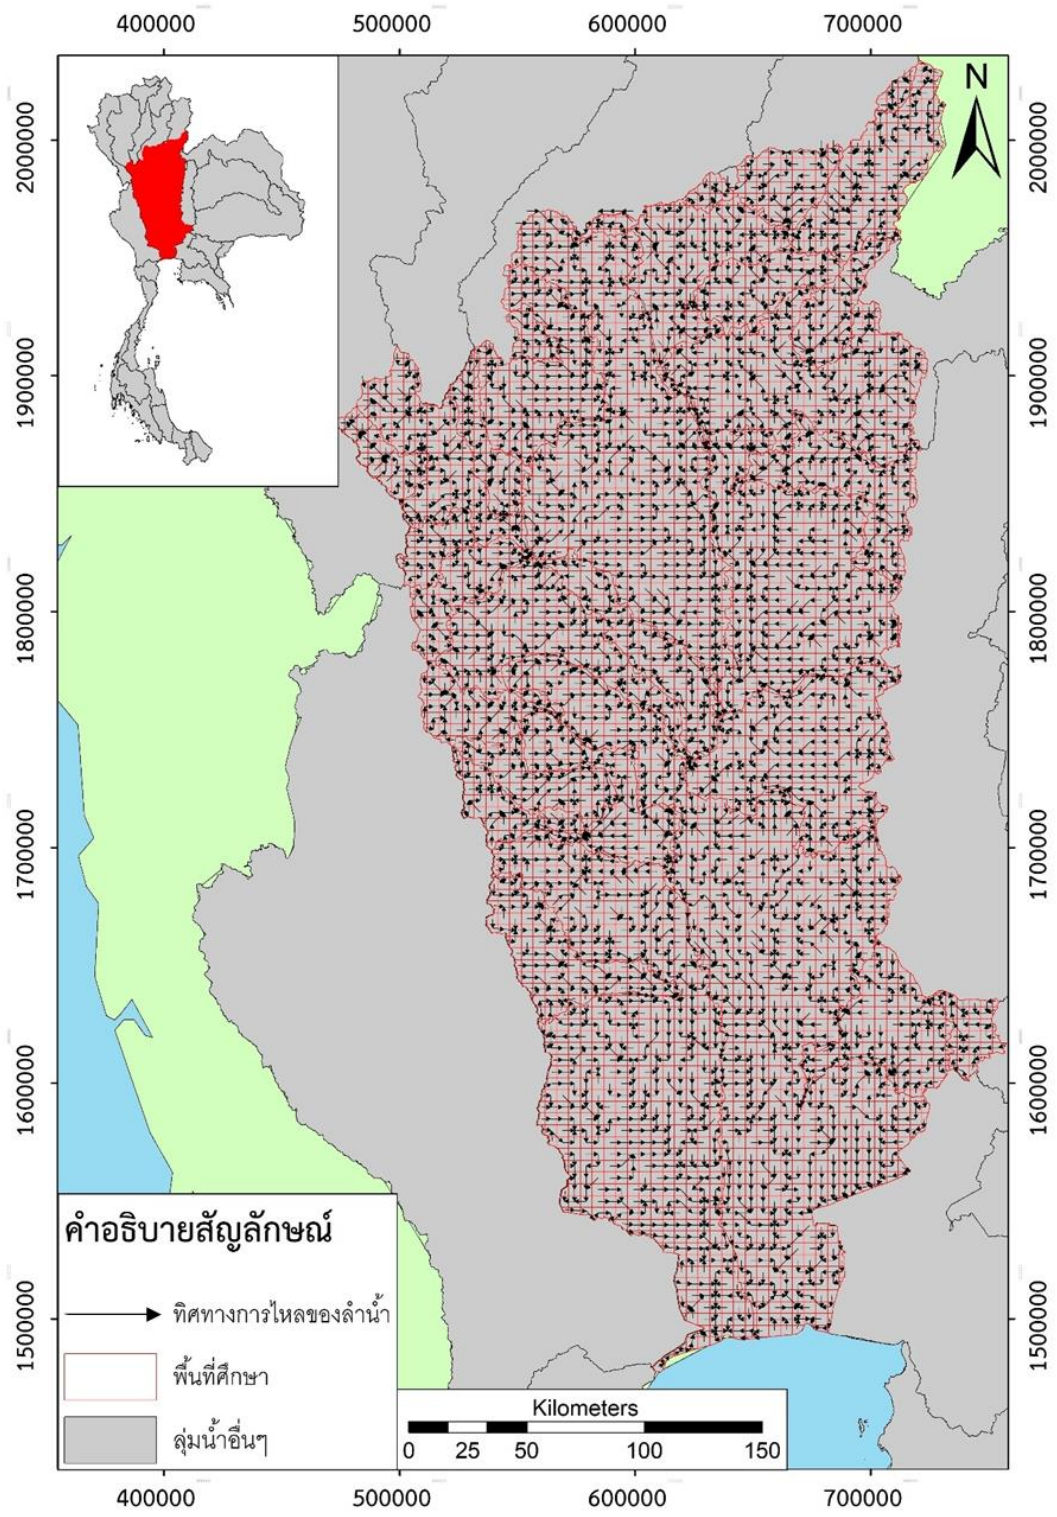 400000 500000 600000 700000
N
2000000 2000000
1900000 1900000
1800000 1800000
1700000 1700000
1600000 1600000
1500000 1500000
คำอธิบายสัญลักษณ์
ทิศทางการไหลของลำน้ำ
พื้นที่ศึกษา
ลุ่มน้ำอื่นๆ
Kilometers
0 25 50 100 150
400000 500000 600000 700000